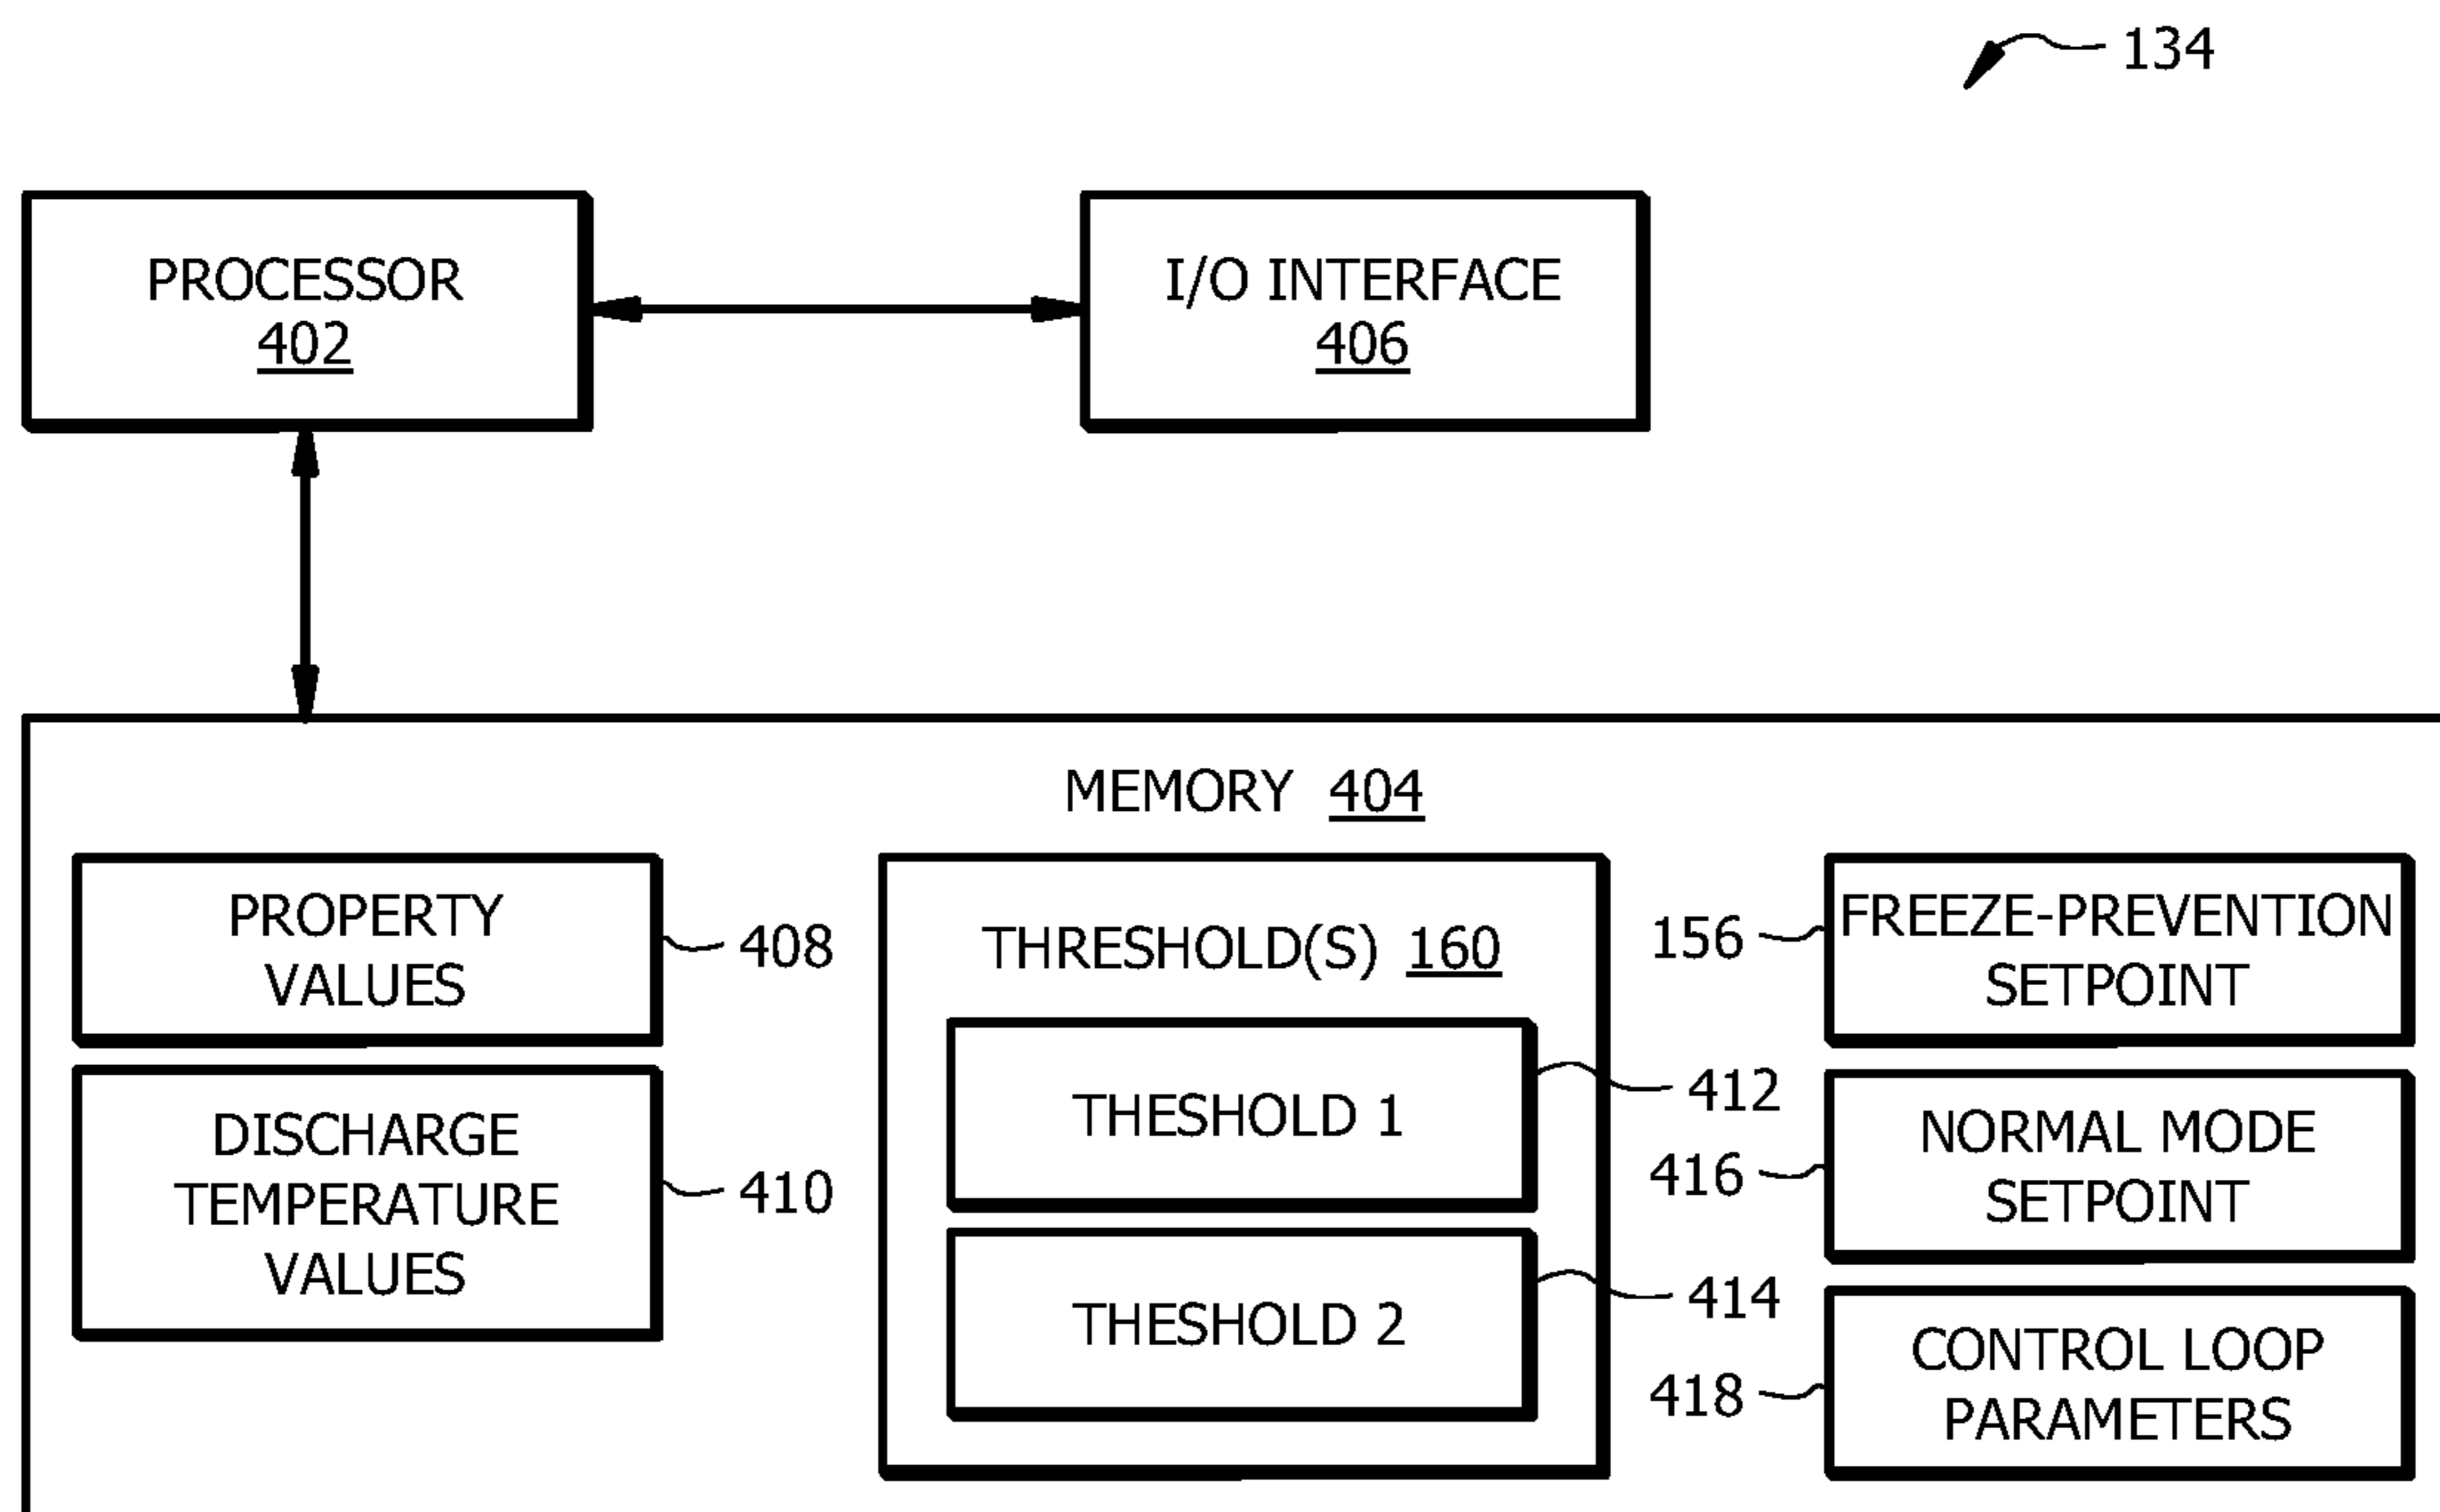 134
PROCESSOR
402
I/O INTERFACE
406
MEMORY 404
PROPERTY
VALUES
408
DISCHARGE
TEMPERATURE
VALUES
410
THRESHOLD(S) 160
THESHOLD 1
412
THESHOLD 2
414
156
FREEZE-PREVENTION
SETPOINT
416
NORMAL MODE
SETPOINT
418
CONTROL LOOP
PARAMETERS